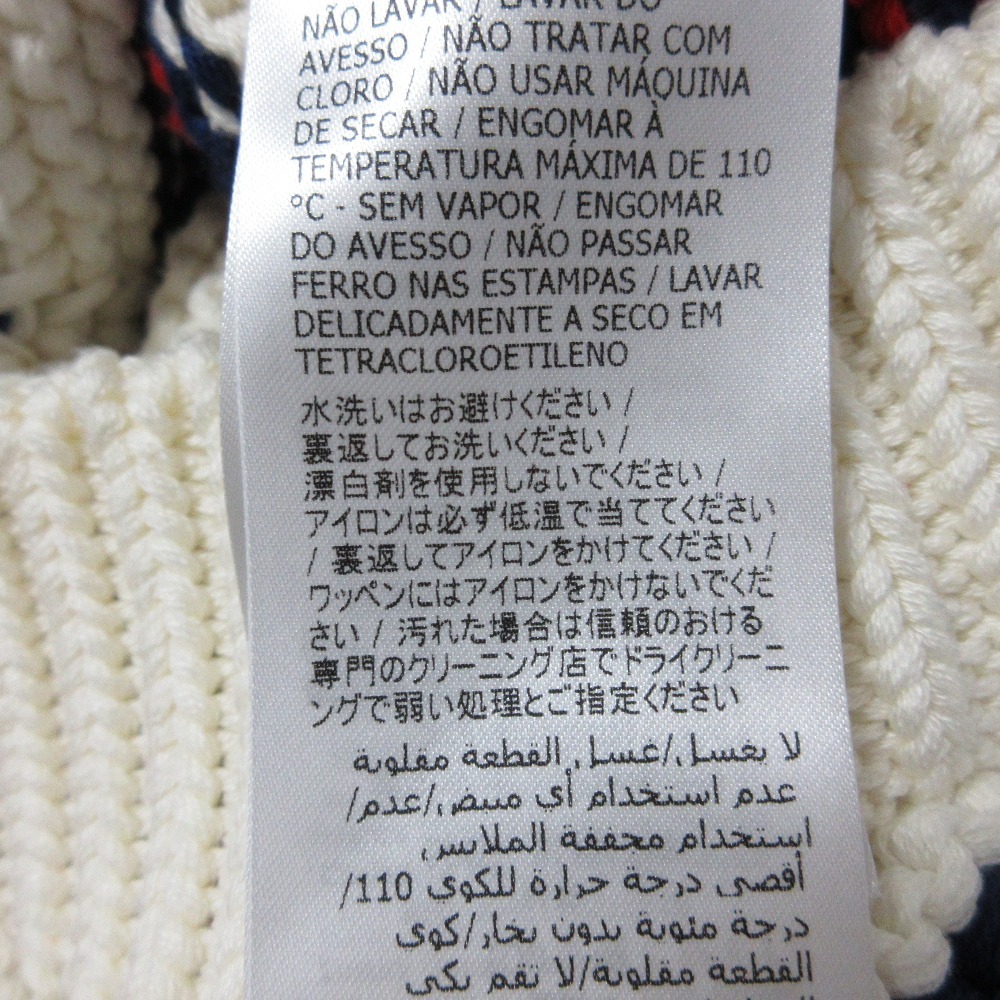 NÃO LAVAR / LAVAR DO
AVESSO / NÃO TRATAR COM
CLORO / NÃO USAR MÁQUINA
DE SECAR / ENGOMAR À
TEMPERATURA MÁXIMA DE 110
°C - SEM VAPOR / ENGOMAR
DO AVESSO / NÃO PASSAR
FERRO NAS ESTAMPAS / LAVAR
DELICADAMENTE A SECO EM
TETRACLOROETILENO
水洗いはお避けください /
裏返してお洗いください /
漂白剤を使用しないでください /
アイロンは必ず低温で当ててください
/ 裏返してアイロンをかけてください /
ワッペンにはアイロンをかけないでくだ
さい / 汚れた場合は信頼のおける
専門のクリーニング店でドライクリーニ
ングで弱い処理とご指定ください
لا يغسل/غسل القطعة مقلوبة
عدم استخدام أي مبيض/عدم/
استخدام مجففة الملابس
أقصى درجة حرارة للكوي 110/
درجة مئوية بدون بخار/كوي
القطعة مقلوبة/لا تقم بكي